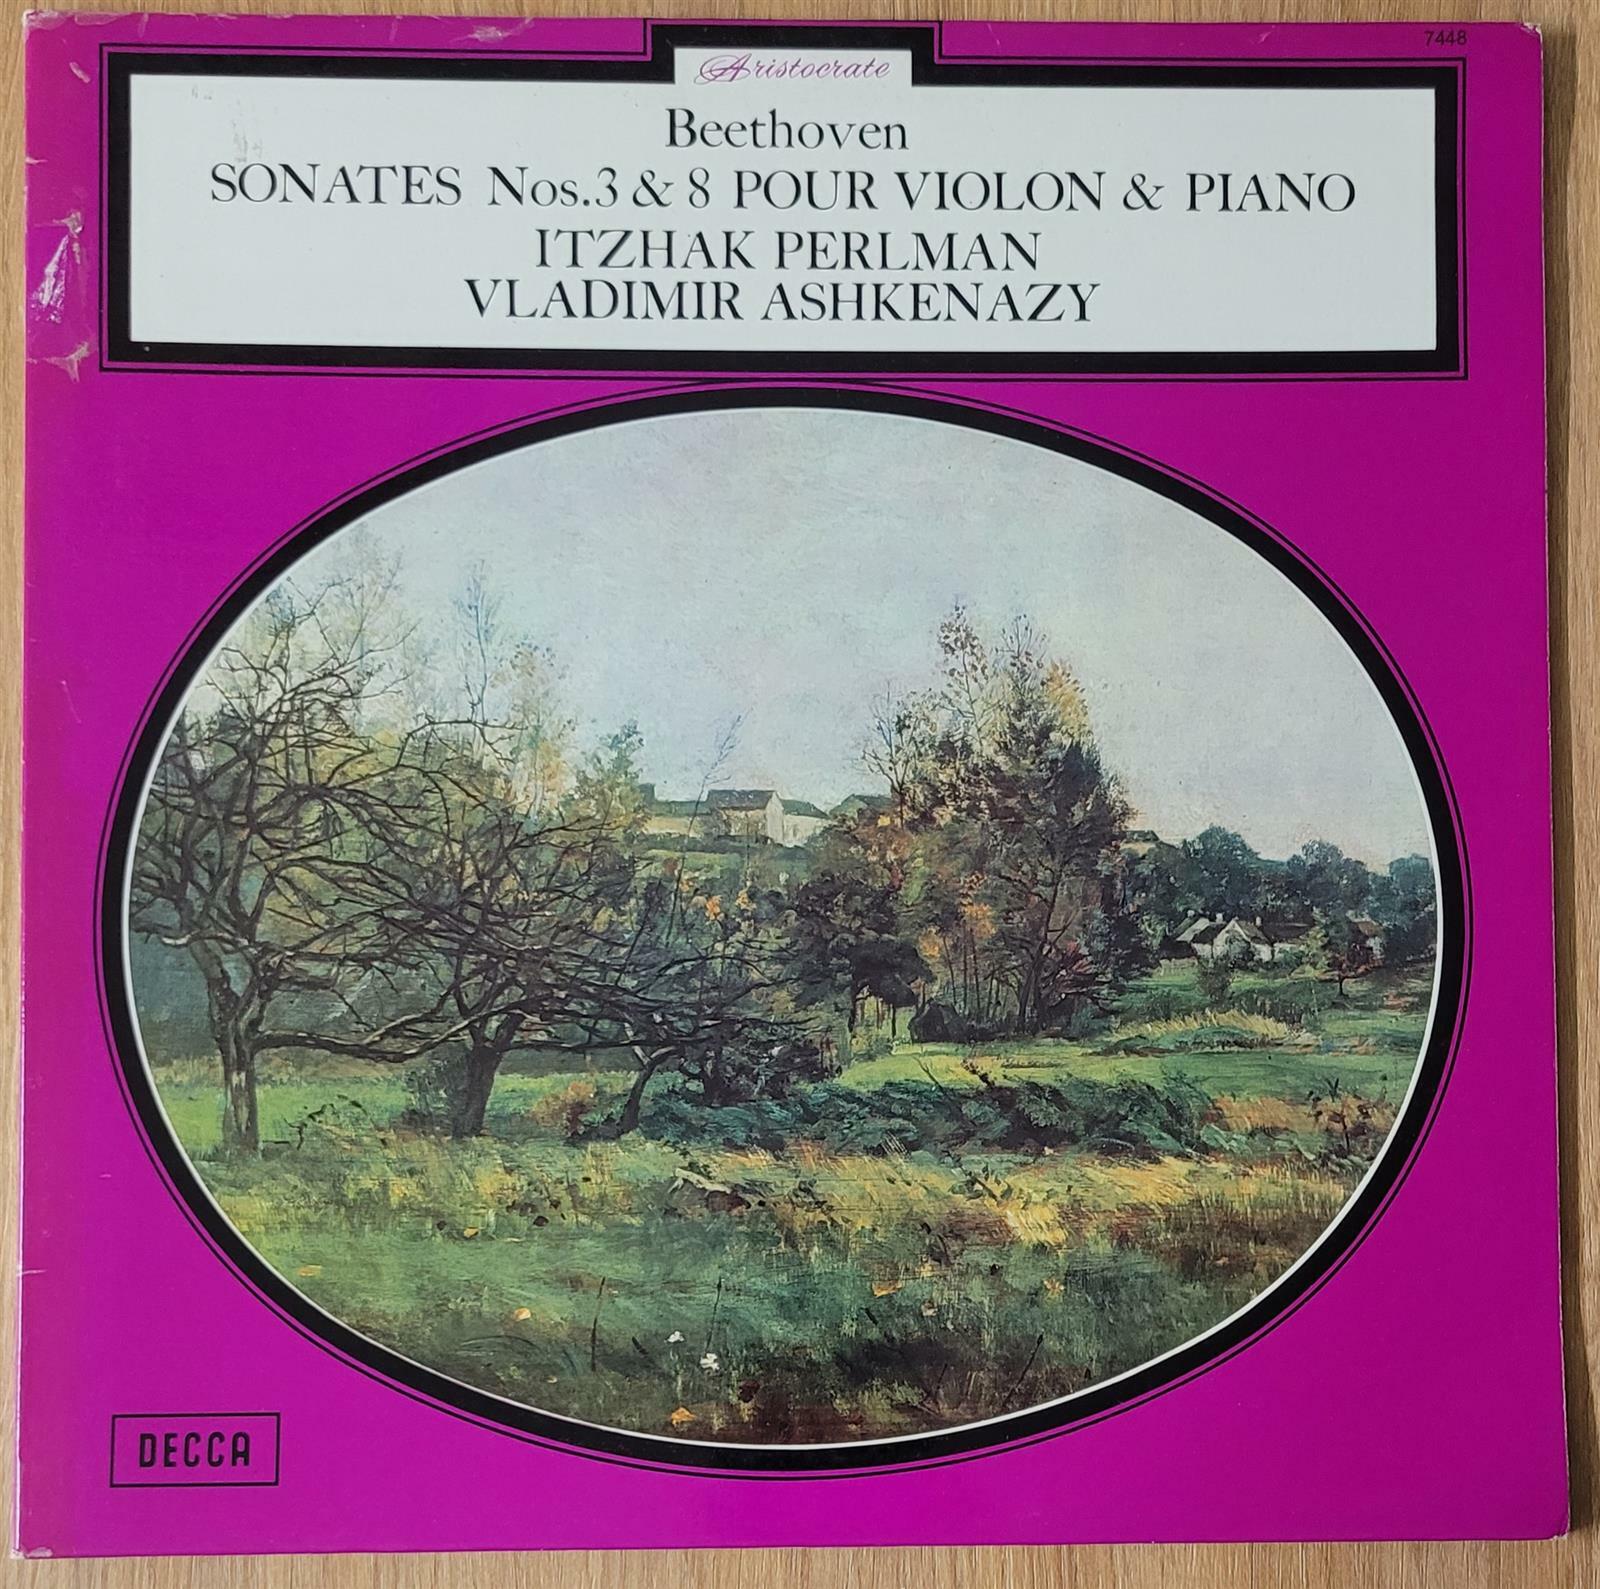 7448
Aristocrate
Beethoven
SONATES Nos.3 & 8 POUR VIOLON & PIANO
ITZHAK PERLMAN
VLADIMIR ASHKENAZY
DECCA